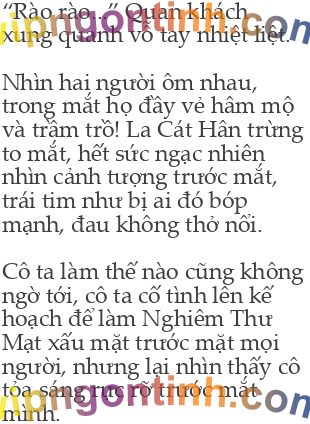 “Rào rào...” Quan khách
xung quanh vỗ tay nhiệt liệt.
Nhìn hai người ôm nhau,
trong mắt họ đầy vẻ hâm mộ
và trầm trồ! La Cát Hân trừng
to mắt, hết sức ngạc nhiên
nhìn cảnh tượng trước mắt,
trái tim như bị ai đó bóp
mạnh, đau không thở nổi.
Cô ta làm thế nào cũng không
ngờ tới, cô ta cố tình lên kế
hoạch để làm Nghiêm Thư
Mạt xấu mặt trước mặt mọi
người, nhưng lại nhìn thấy cô
tỏa sáng rực rỡ trước mắt
mình.
vipngontinh.com
vipngontinh.com